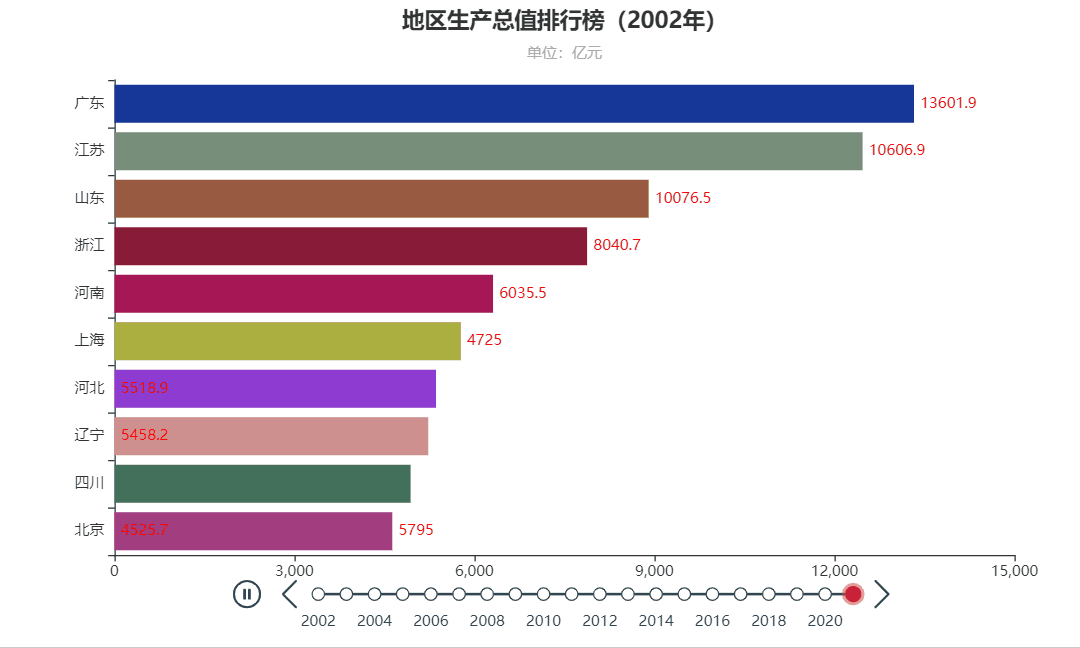 地区生产总值排行榜（2002年）
单位：亿元
广东 13601.9
江苏 10606.9
山东 10076.5
浙江 8040.7
河南 6035.5
上海 4725
河北 5518.9
辽宁 5458.2
四川
北京 4525.7 5795
0 3,000 6,000 9,000 12,000 15,000
2002 2004 2006 2008 2010 2012 2014 2016 2018 2020